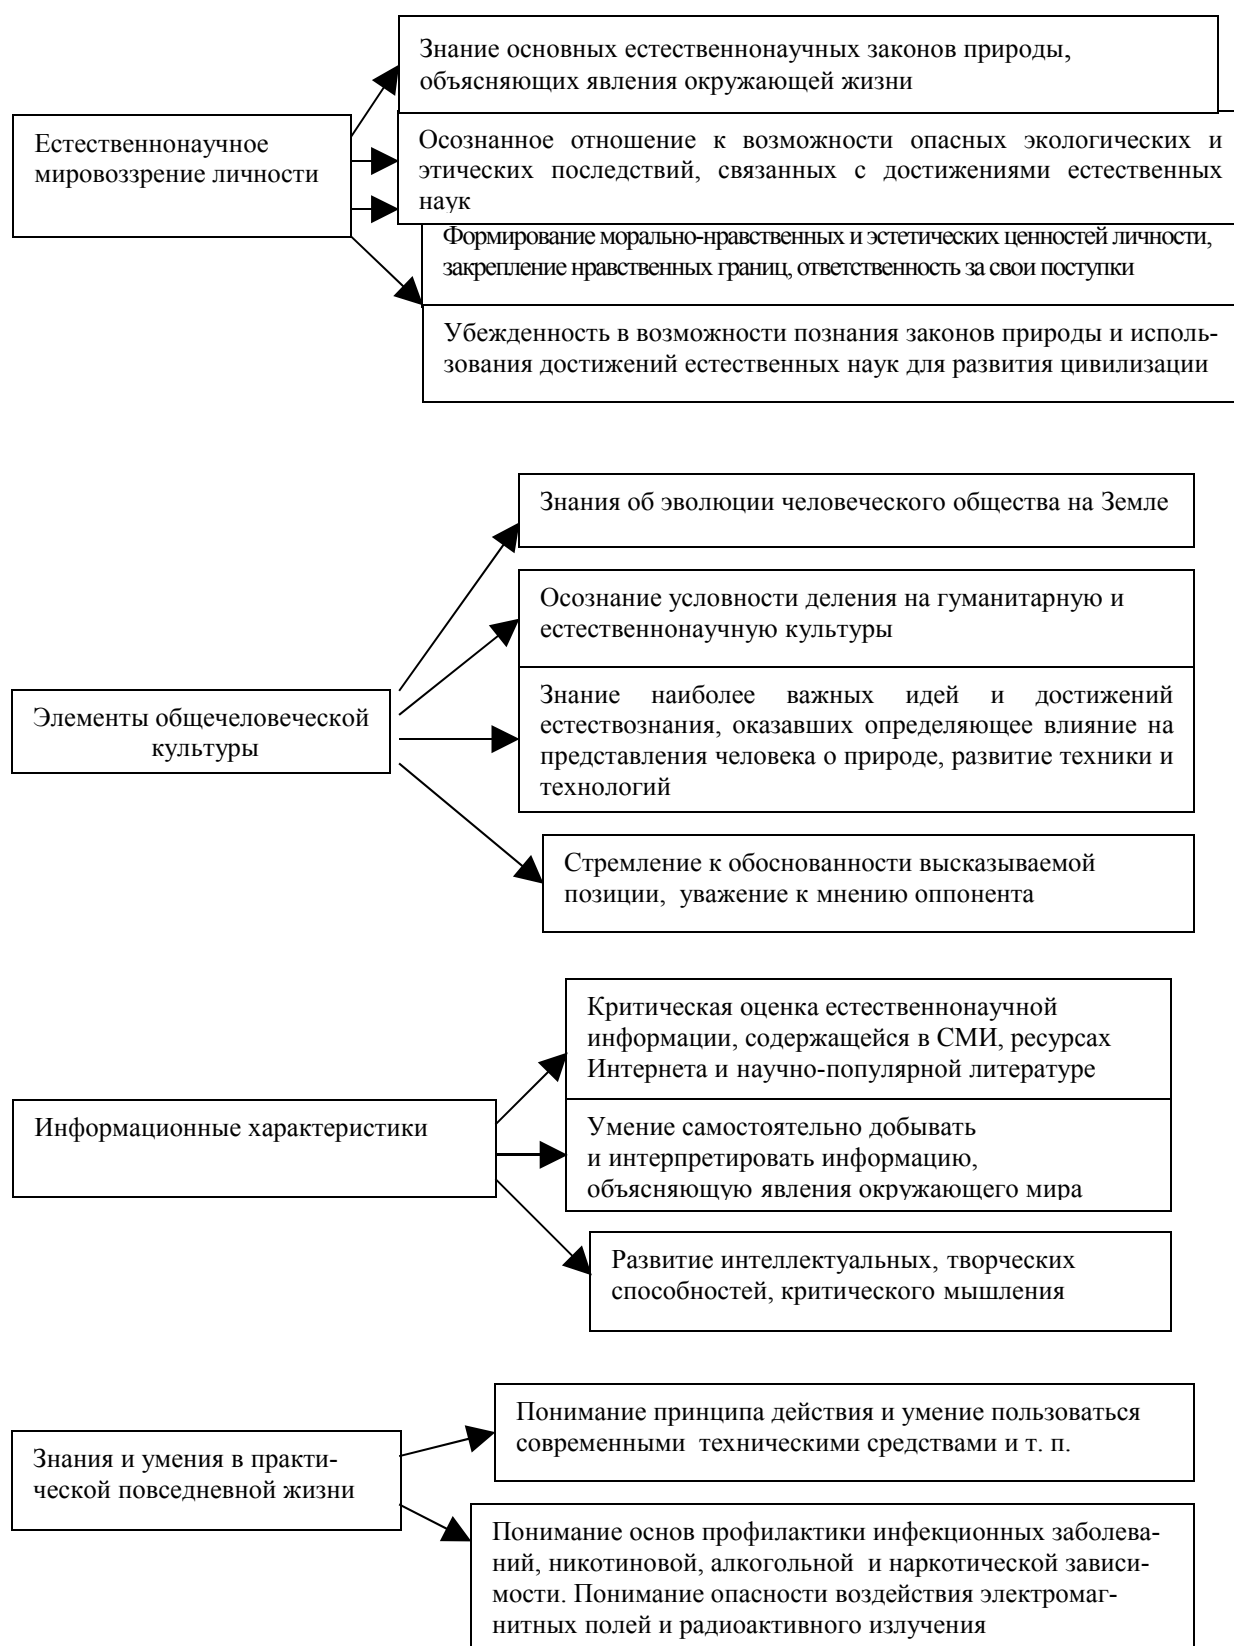 Знание основных естественнонаучных законов природы,
объясняющих явления окружающей жизни
Естественнонаучное
мировоззрение личности
Осознанное отношение к возможности опасных экологических и
этических последствий, связанных с достижениями естественных
наук
Формирование морально-нравственных и эстетических ценностей личности,
закрепление нравственных границ, ответственность за свои поступки
Убежденность в возможности познания законов природы и исполь-
зования достижений естественных наук для развития цивилизации
Знания об эволюции человеческого общества на Земле
Осознание условности деления на гуманитарную и
естественнонаучную культуры
Элементы общечеловеческой
культуры
Знание наиболее важных идей и достижений
естествознания, оказавших определяющее влияние на
представления человека о природе, развитие техники и
технологий
Стремление к обоснованности высказываемой
позиции, уважение к мнению оппонента
Критическая оценка естественнонаучной
информации, содержащейся в СМИ, ресурсах
Интернета и научно-популярной литературе
Информационные характеристики
Умение самостоятельно добывать
и интерпретировать информацию,
объясняющую явления окружающего мира
Развитие интеллектуальных, творческих
способностей, критического мышления
Понимание принципа действия и умение пользоваться
современными техническими средствами и т. п.
Знания и умения в практи-
ческой повседневной жизни
Понимание основ профилактики инфекционных заболева-
ний, никотиновой, алкогольной и наркотической зависи-
мости. Понимание опасности воздействия электромаг-
нитных полей и радиоактивного излучения